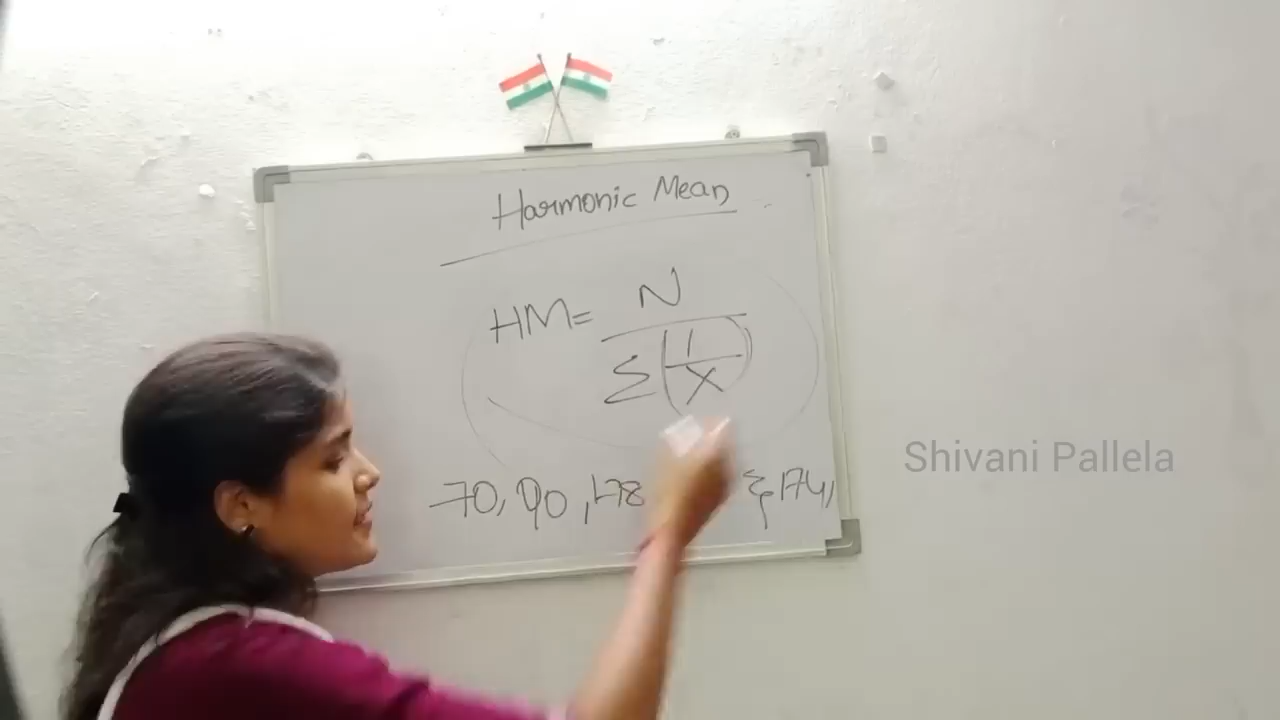 Harmonic Mean
HM = N
Σ (1/X)
70, 90, 178 ξ 174,
Shivani Pallela